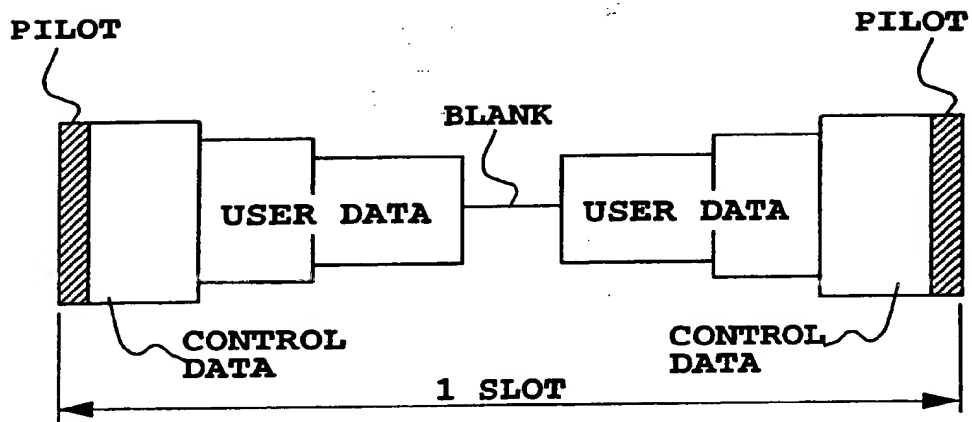 PILOT
PILOT
BLANK
USER DATA
USER DATA
CONTROL
DATA
CONTROL
DATA
1 SLOT